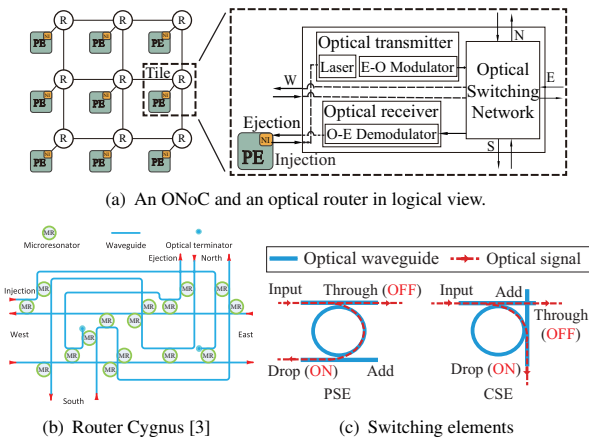 R R R
PE NI PE NI PE NI
Tile
R R R
PE NI PE NI PE NI
R R R
PE NI PE NI PE NI
Optical transmitter
Laser E-O Modulator
N
W
E
Optical
Switching
Network
Optical receiver
O-E Demodulator
S
Ejection
NI
PE Injection
(a) An ONoC and an optical router in logical view.
MR
Microresonator Waveguide Optical terminator
Ejection North
Injection
MR MR MR MR MR MR
MR MR
West East
MR MR MR MR
MR MR MR MR
South
(b) Router Cygnus [3]
Optical waveguide Optical signal
Input Through (OFF)
Drop (ON) Add
PSE
Input Add
Through
(OFF)
Drop (ON)
CSE
(c) Switching elements